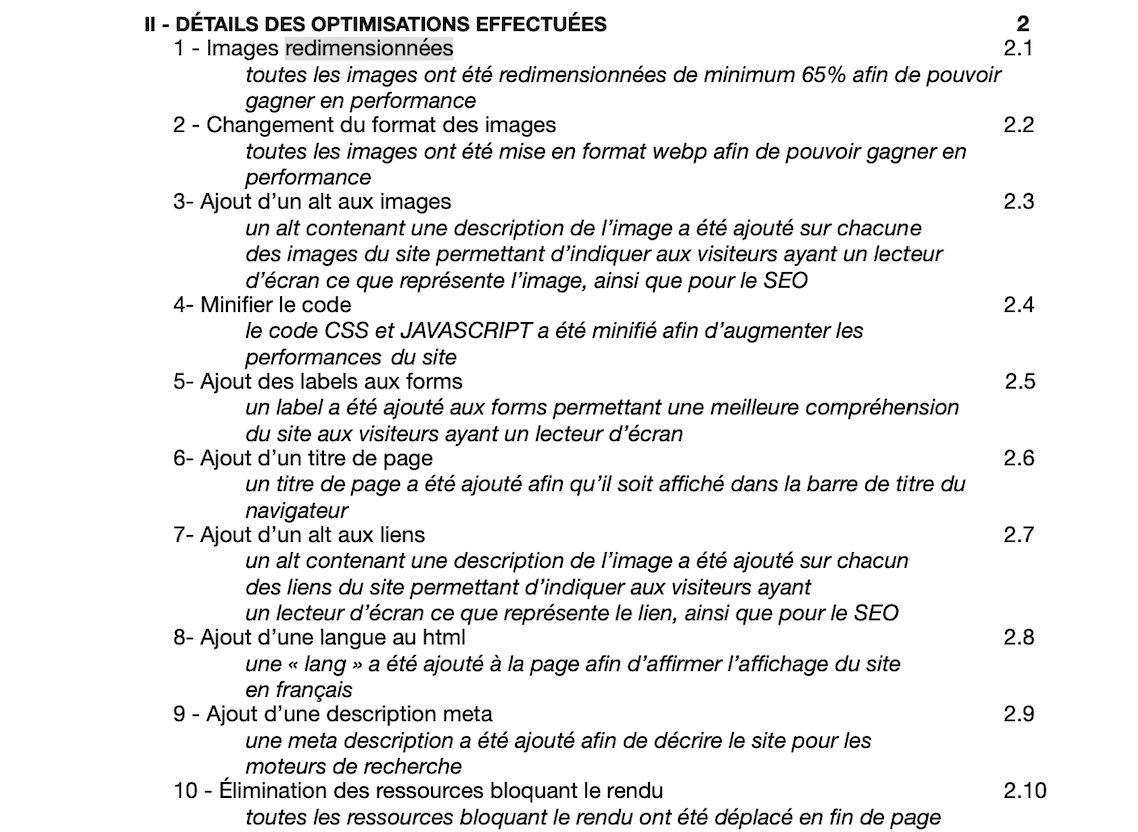 II - DÉTAILS DES OPTIMISATIONS EFFECTUÉES 2
1 - Images redimensionnées 2.1
toutes les images ont été redimensionnées de minimum 65% afin de pouvoir
gagner en performance
2 - Changement du format des images 2.2
toutes les images ont été mise en format webp afin de pouvoir gagner en
performance
3- Ajout d’un alt aux images 2.3
un alt contenant une description de l’image a été ajouté sur chacune
des images du site permettant d’indiquer aux visiteurs ayant un lecteur
d’écran ce que représente l’image, ainsi que pour le SEO
4- Minifier le code 2.4
le code CSS et JAVASCRIPT a été minifié afin d’augmenter les
performances du site
5- Ajout des labels aux forms 2.5
un label a été ajouté aux forms permettant une meilleure compréhension
du site aux visiteurs ayant un lecteur d’écran
6- Ajout d’un titre de page 2.6
un titre de page a été ajouté afin qu’il soit affiché dans la barre de titre du
navigateur
7- Ajout d’un alt aux liens 2.7
un alt contenant une description de l’image a été ajouté sur chacun
des liens du site permettant d’indiquer aux visiteurs ayant
un lecteur d’écran ce que représente le lien, ainsi que pour le SEO
8- Ajout d’une langue au html 2.8
une « lang » a été ajouté à la page afin d’affirmer l’affichage du site
en français
9 - Ajout d’une description meta 2.9
une meta description a été ajouté afin de décrire le site pour les
moteurs de recherche
10 - Élimination des ressources bloquant le rendu 2.10
toutes les ressources bloquant le rendu ont été déplacé en fin de page